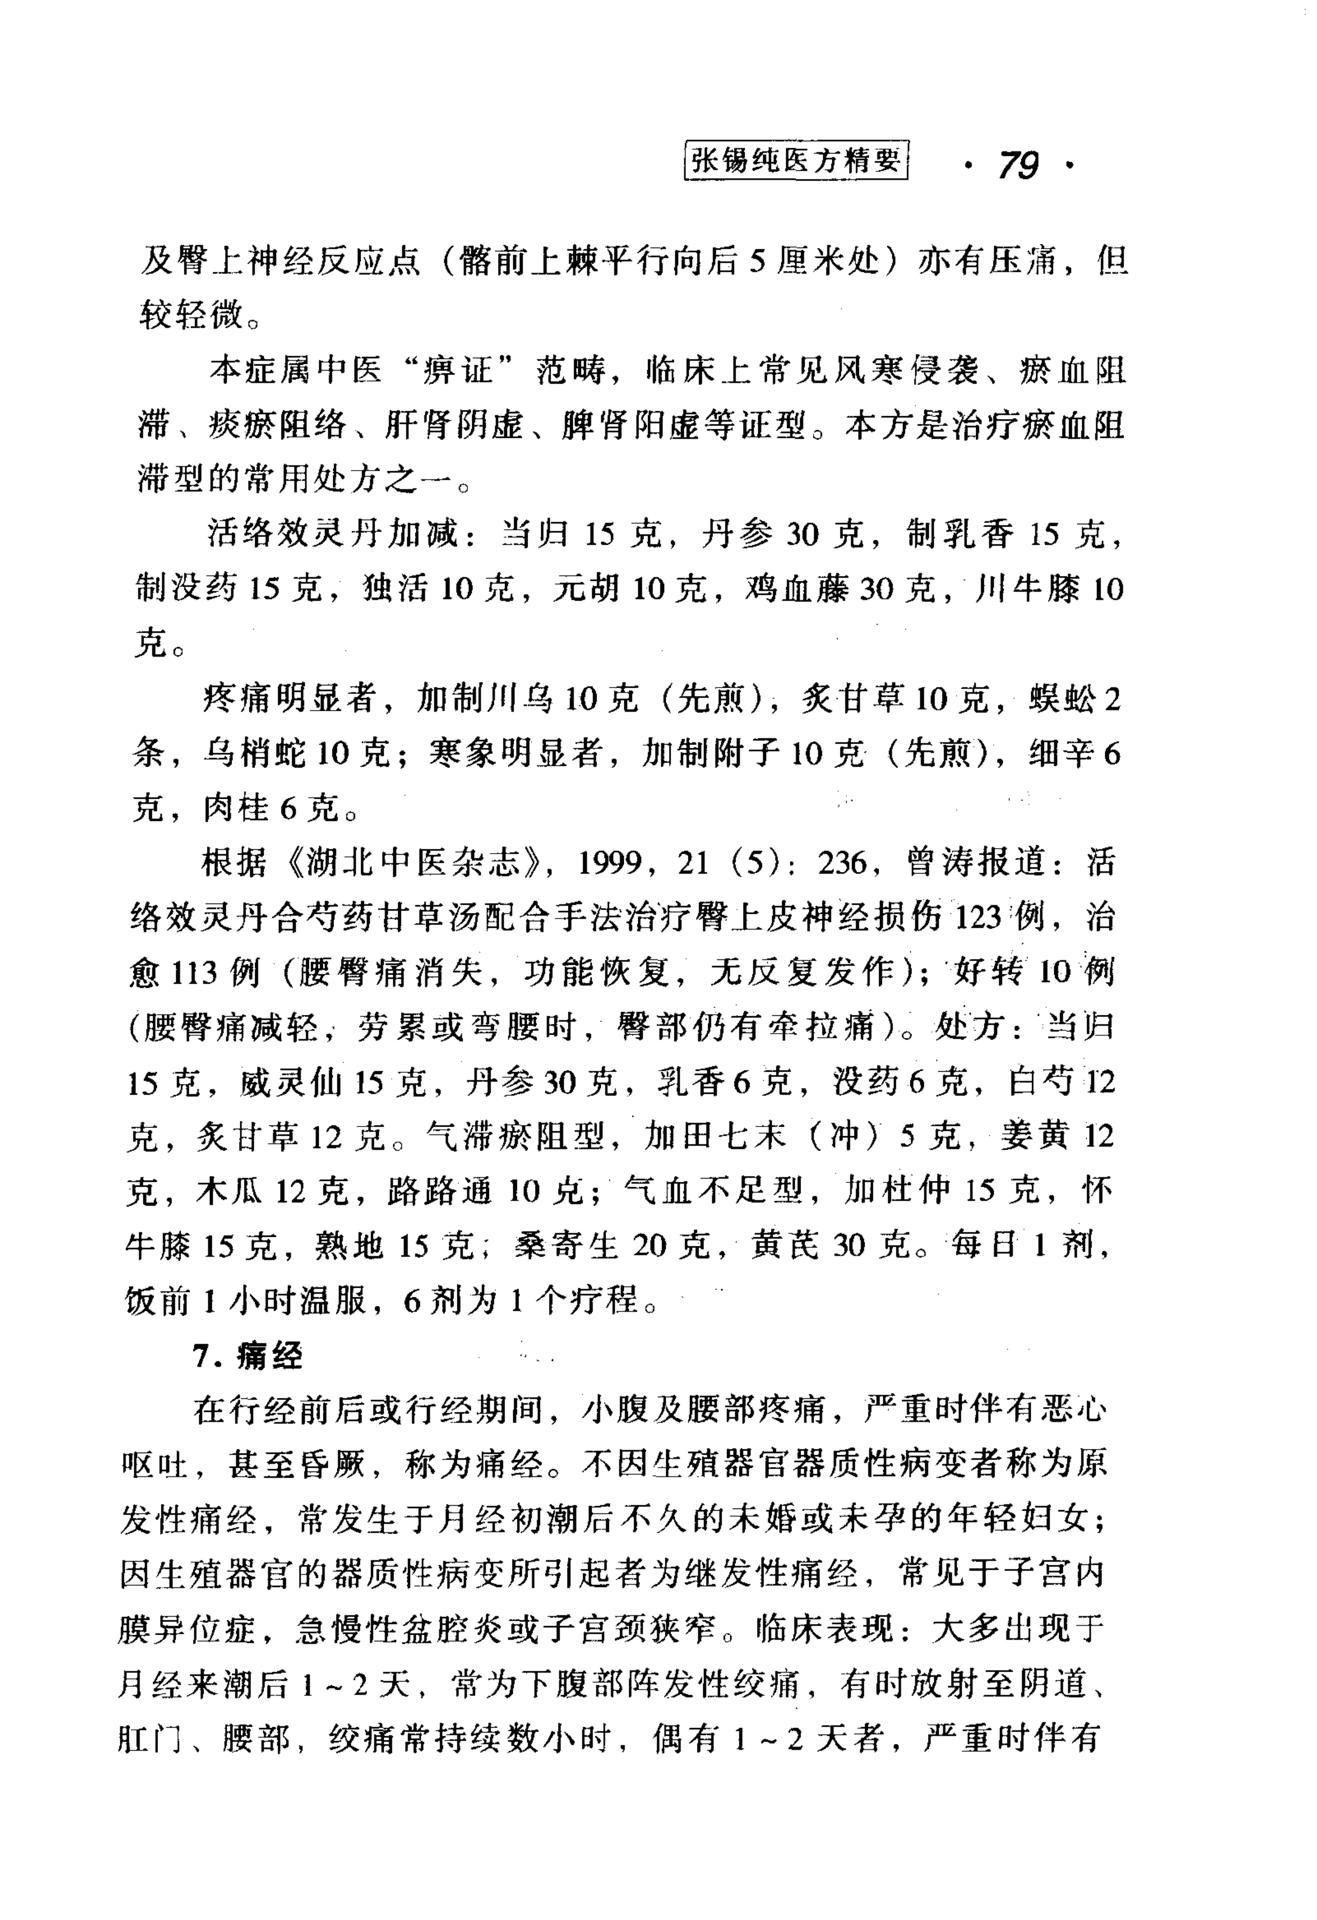 张锡纯医方精要 · 79 ·
及臀上神经反应点（髂前上棘平行向后 5 厘米处）亦有压痛，但
较轻微。
本症属中医“痹证”范畴，临床上常见风寒侵袭、瘀血阻
滞、痰瘀阻络、肝肾阴虚、脾肾阳虚等证型。本方是治疗瘀血阻
滞型的常用处方之一。
活络效灵丹加减：当归 15 克，丹参 30 克，制乳香 15 克，
制没药 15 克，独活 10 克，元胡 10 克，鸡血藤 30 克，川牛膝 10
克。
疼痛明显者，加制川乌 10 克（先煎），炙甘草 10 克，蜈蚣 2
条，乌梢蛇 10 克；寒象明显者，加制附子 10 克（先煎），细辛 6
克，肉桂 6 克。
根据《湖北中医杂志》，1999，21（5）：236，曾涛报道：活
络效灵丹合芍药甘草汤配合手法治疗臀上皮神经损伤 123 例，治
愈 113 例（腰臀痛消失，功能恢复，无反复发作）；好转 10 例
（腰臀痛减轻，劳累或弯腰时，臀部仍有牵拉痛）。处方：当归
15 克，威灵仙 15 克，丹参 30 克，乳香 6 克，没药 6 克，白芍 12
克，炙甘草 12 克。气滞瘀阻型，加田七末（冲）5 克，姜黄 12
克，木瓜 12 克，路路通 10 克；气血不足型，加杜仲 15 克，怀
牛膝 15 克，熟地 15 克；桑寄生 20 克，黄芪 30 克。每日 1 剂，
饭前 1 小时温服，6 剂为 1 个疗程。
7. 痛经
在行经前后或行经期间，小腹及腰部疼痛，严重时伴有恶心
呕吐，甚至昏厥，称为痛经。不因生殖器官器质性病变者称为原
发性痛经，常发生于月经初潮后不久的未婚或未孕的年轻妇女；
因生殖器官的器质性病变所引起者为继发性痛经，常见于子宫内
膜异位症，急慢性盆腔炎或子宫颈狭窄。临床表现：大多出现于
月经来潮后 1～2 天，常为下腹部阵发性绞痛，有时放射至阴道、
肛门、腰部，绞痛常持续数小时，偶有 1～2 天者，严重时伴有